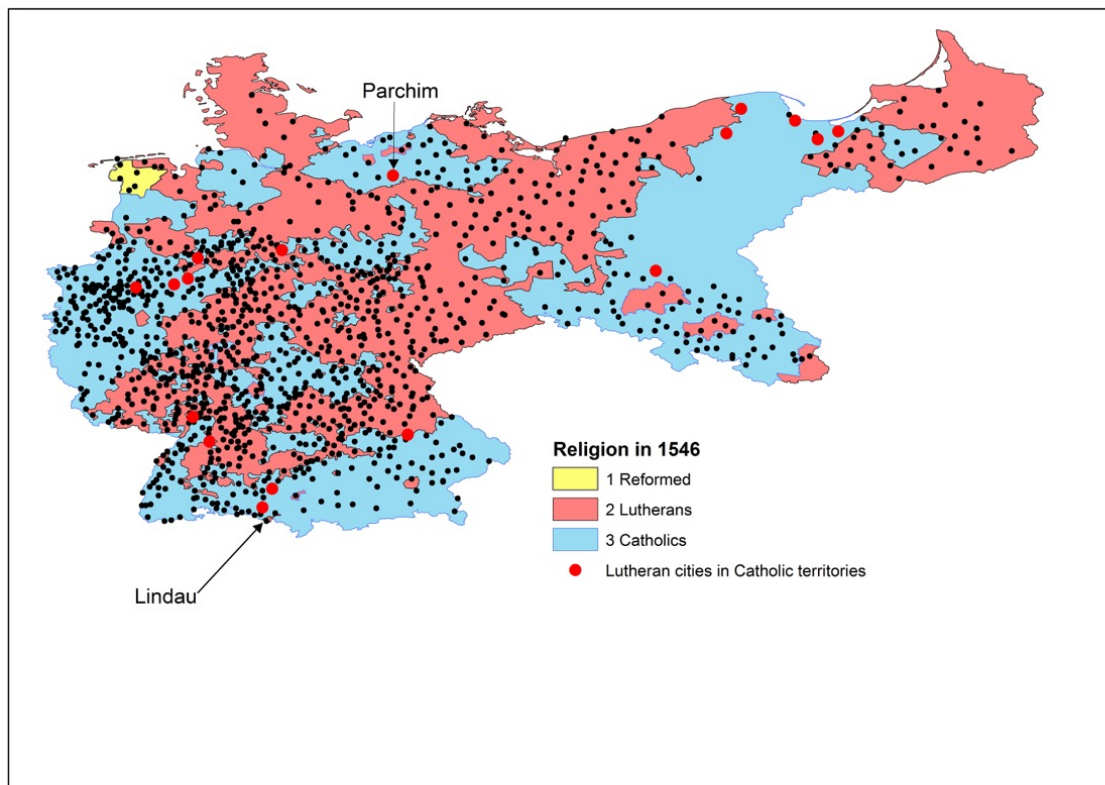 Parchim
Religion in 1546
1 Reformed
2 Lutherans
3 Catholics
Lutheran cities in Catholic territories
Lindau